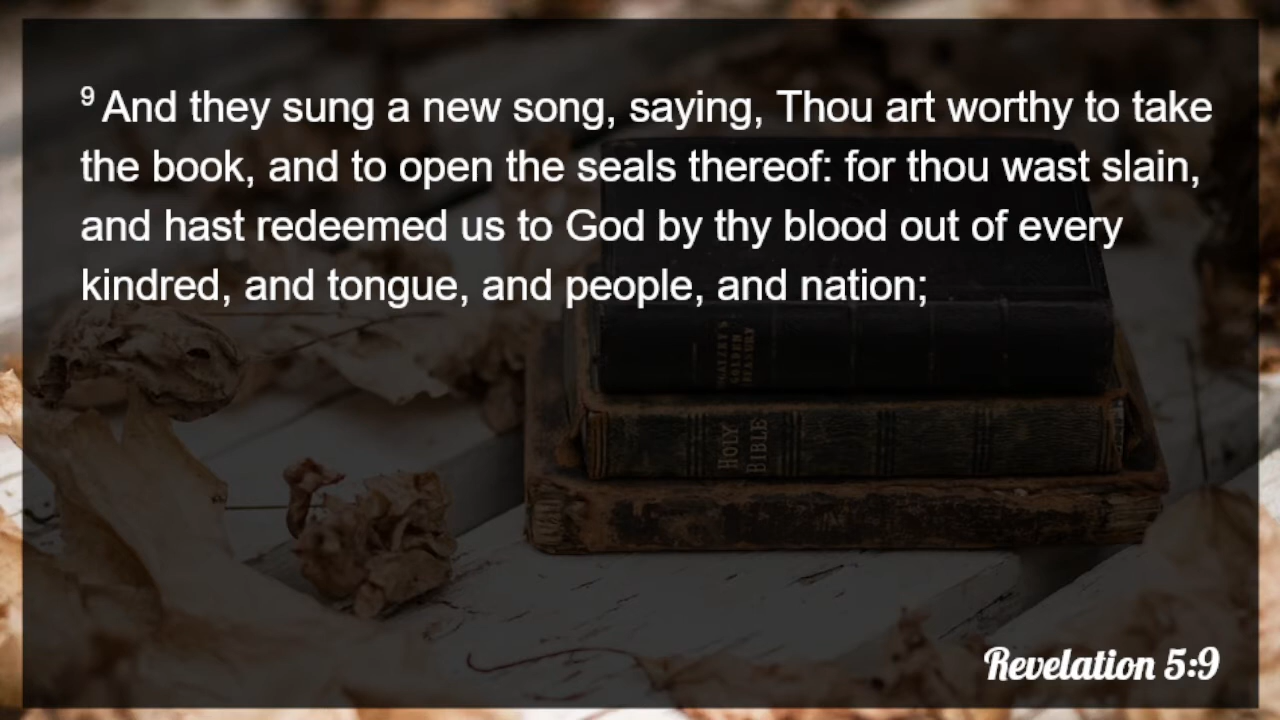 9 And they sung a new song, saying, Thou art worthy to take
the book, and to open the seals thereof: for thou wast slain,
and hast redeemed us to God by thy blood out of every
kindred, and tongue, and people, and nation;
HOLY
BIBLE
Revelation 5:9